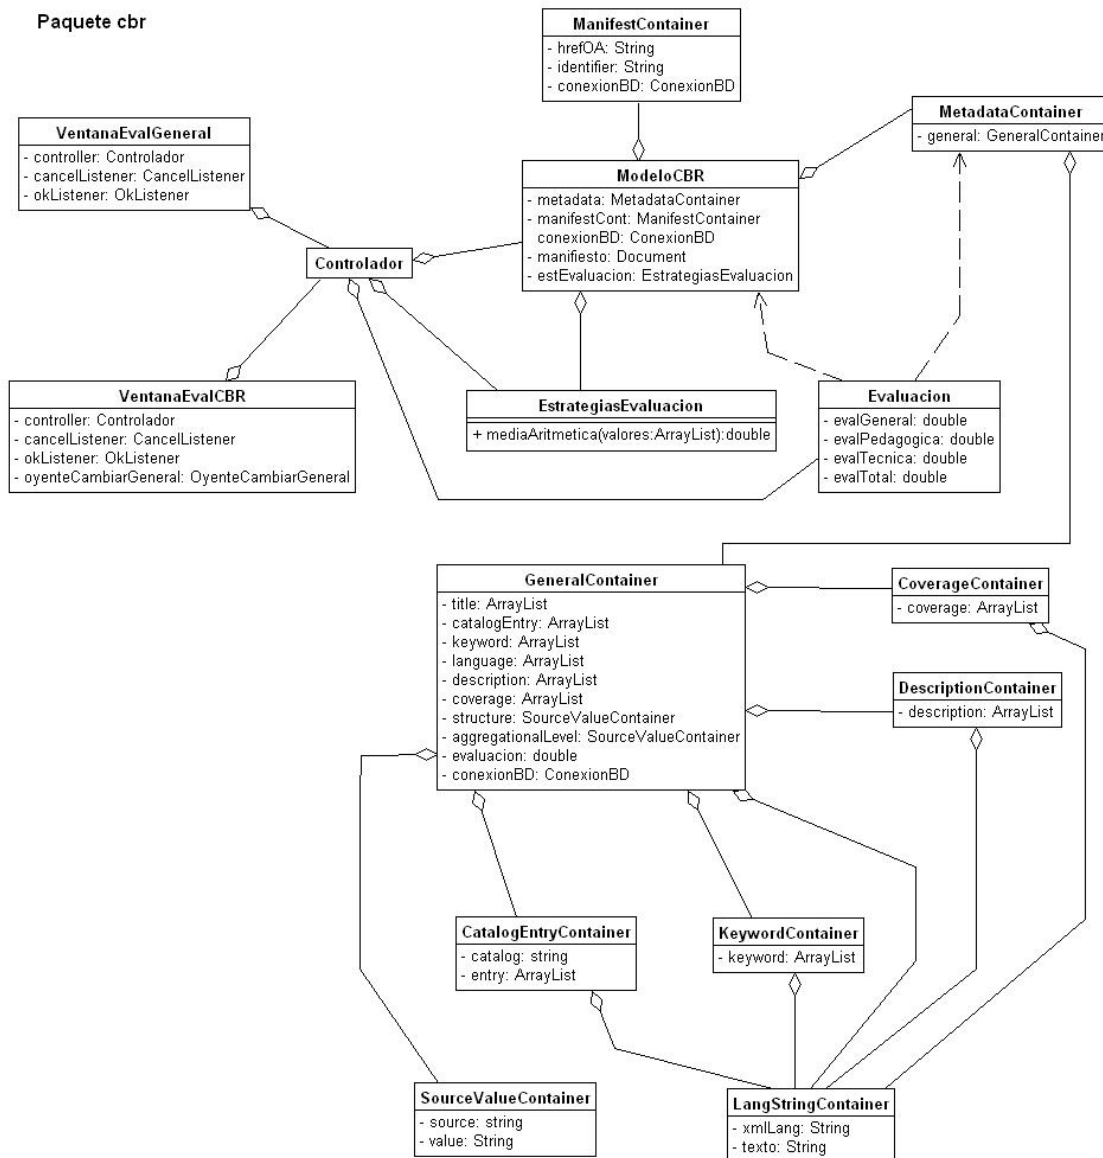 Paquete cbr
ManifestContainer
- hrefOA: String
- identifier: String
- conexionBD: ConexionBD
MetadataContainer
- general: GeneralContainer
VentanaEvalGeneral
- controller: Controlador
- cancelListener: CancelListener
- okListener: OkListener
ModeloCBR
- metadata: MetadataContainer
- manifestCont: ManifestContainer
conexionBD: ConexionBD
- manifiesto: Document
- estEvaluacion: EstrategiasEvaluacion
Controlador
VentanaEvalCBR
- controller: Controlador
- cancelListener: CancelListener
- okListener: OkListener
- oyenteCambiarGeneral: OyenteCambiarGeneral
EstrategiasEvaluacion
+ mediaAritmetica(valores:ArrayList):double
Evaluacion
- evalGeneral: double
- evalPedagogica: double
- evalTecnica: double
- evalTotal: double
GeneralContainer
- title: ArrayList
- catalogEntry: ArrayList
- keyword: ArrayList
- language: ArrayList
- description: ArrayList
- coverage: ArrayList
- structure: SourceValueContainer
- aggregationalLevel: SourceValueContainer
- evaluacion: double
- conexionBD: ConexionBD
CoverageContainer
- coverage: ArrayList
DescriptionContainer
- description: ArrayList
CatalogEntryContainer
- catalog: string
- entry: ArrayList
KeywordContainer
- keyword: ArrayList
SourceValueContainer
- source: string
- value: String
LangStringContainer
- xmlLang: String
- texto: String